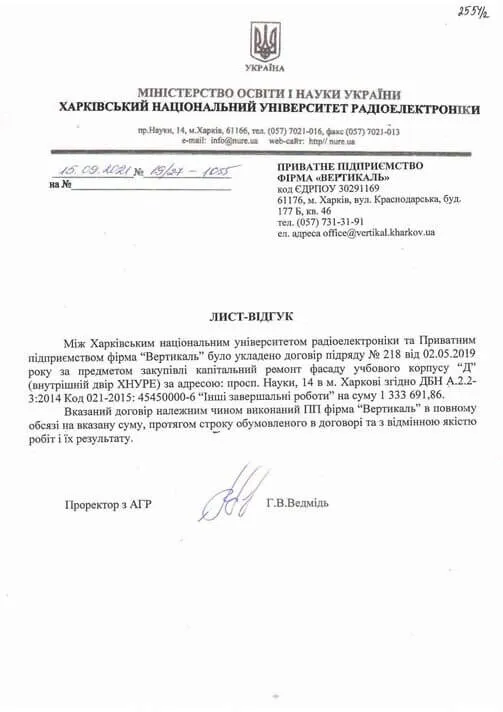 2554/2
УКРАЇНА
МІНІСТЕРСТВО ОСВІТИ І НАУКИ УКРАЇНИ
ХАРКІВСЬКИЙ НАЦІОНАЛЬНИЙ УНІВЕРСИТЕТ РАДІОЕЛЕКТРОНІКИ
пр.Науки, 14, м.Харків, 61166, тел. (057) 7021-016, факс (057) 7021-013
e-mail: info@nure.ua web-сайт: http// nure.ua
15.09.2021 № 19/27 - 1055
на №
ПРИВАТНЕ ПІДПРИЄМСТВО
ФІРМА «ВЕРТИКАЛЬ»
код ЄДРПОУ 30291169
61176, м. Харків, вул. Краснодарська, буд.
177 Б, кв. 46
тел. (057) 731-31-91
ел. адреса office@vertikal.kharkov.ua
ЛИСТ-ВІДГУК
Між Харківським національним університетом радіоелектроніки та Приватним
підприємством фірма “Вертикаль” було укладено договір підряду № 218 від 02.05.2019
року за предметом закупівлі капітальний ремонт фасаду учбового корпусу “Д”
(внутрішній двір ХНУРЕ) за адресою: просп. Науки, 14 в м. Харкові згідно ДБН А.2.2-
3:2014 Код 021-2015: 45450000-6 “Інші завершальні роботи” на суму 1 333 691,86.
Вказаний договір належним чином виконаний ПП фірма “Вертикаль” в повному
обсязі на вказану суму, протягом строку обумовленого в договорі та з відмінною якістю
робіт і їх результату.
Проректор з АГР Г.В.Ведмідь